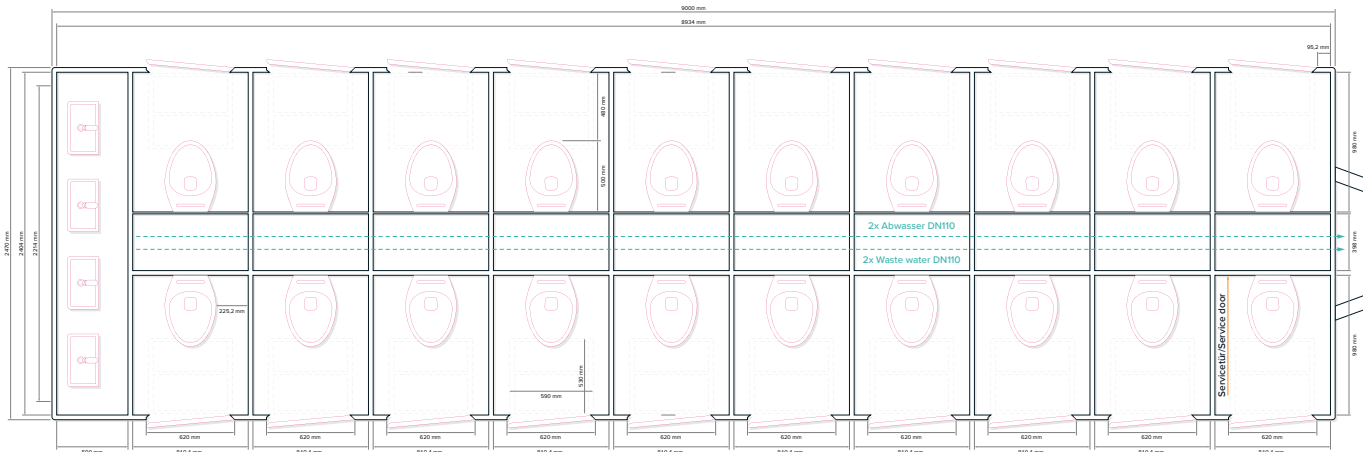 9000 mm
8934 mm
95,2 mm
480 mm
500 mm
980 mm
2470 mm
2404 mm
2214 mm
2x Abwasser DN110
2x Waste water DN110
398 mm
225,2 mm
530 mm
590 mm
Servicetür/Service door
980 mm
620 mm
620 mm
620 mm
620 mm
620 mm
620 mm
620 mm
620 mm
620 mm
620 mm